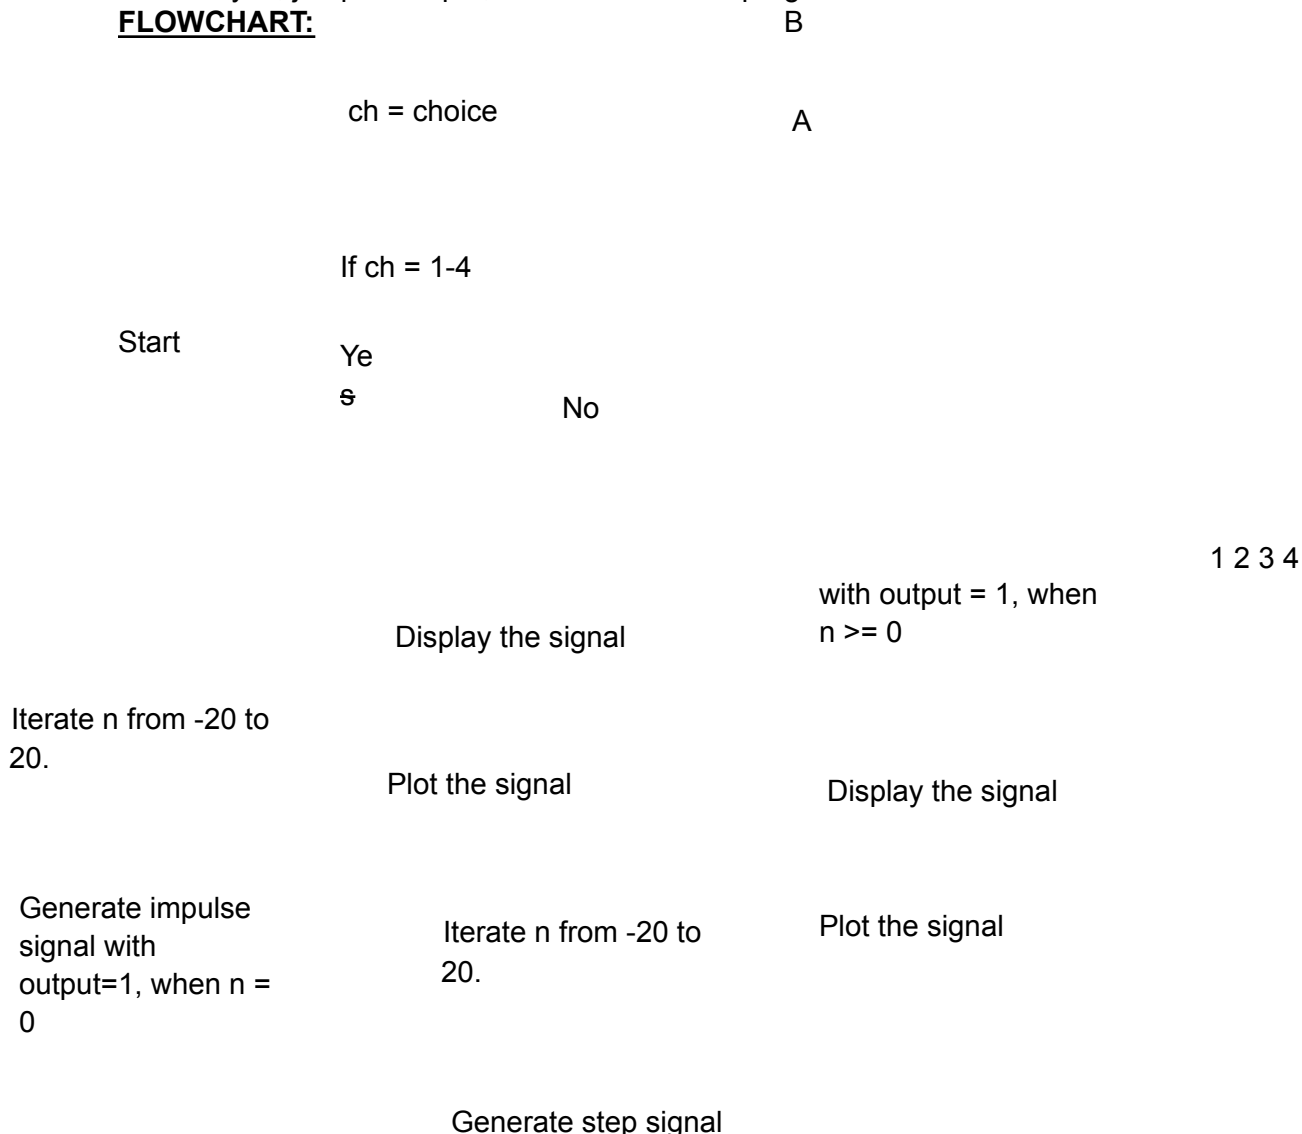 FLOWCHART:
B
ch = choice
A
If ch = 1-4
Start
Ye
s
No
1 2 3 4
with output = 1, when
n >= 0
Display the signal
Iterate n from -20 to
20.
Plot the signal
Display the signal
Generate impulse
signal with
output=1, when n =
0
Iterate n from -20 to
20.
Plot the signal
Generate step signal